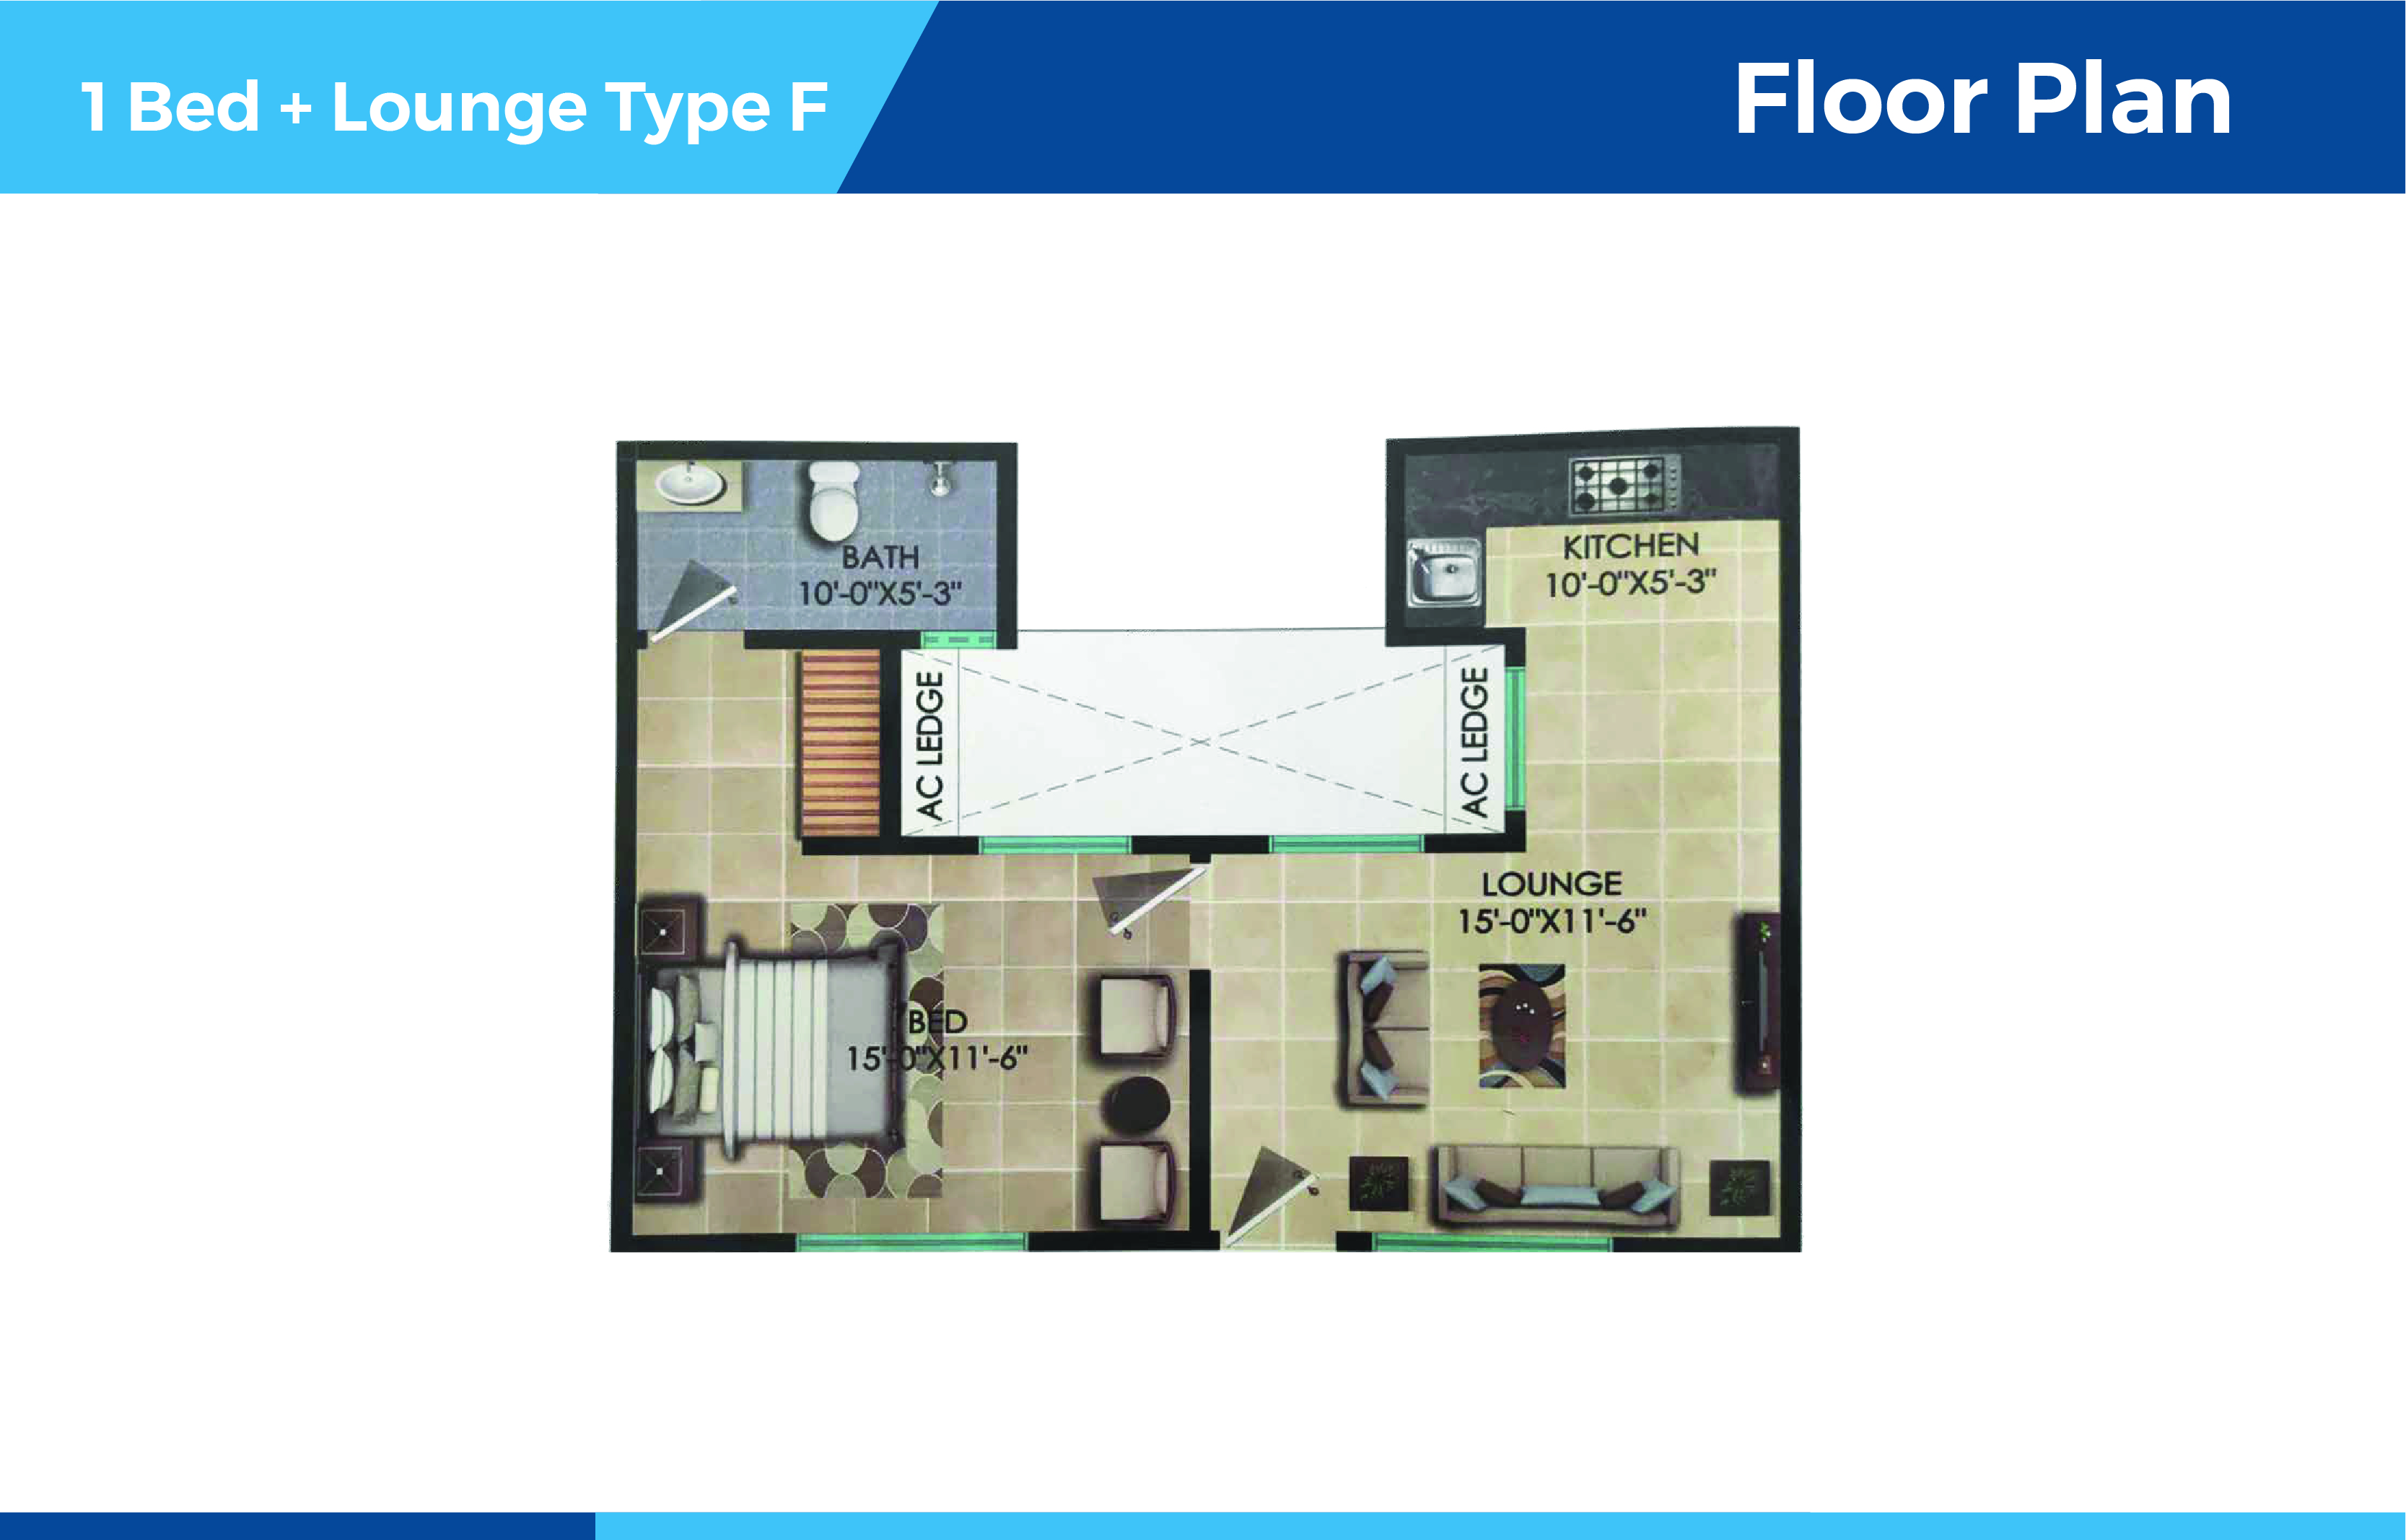 1 Bed + Lounge Type F
Floor Plan
BATH
10'-0"X5'-3"
KITCHEN
10'-0"X5'-3"
AC LEDGE
AC LEDGE
LOUNGE
15'-0"X11'-6"
BED
15'-0"X11'-6"